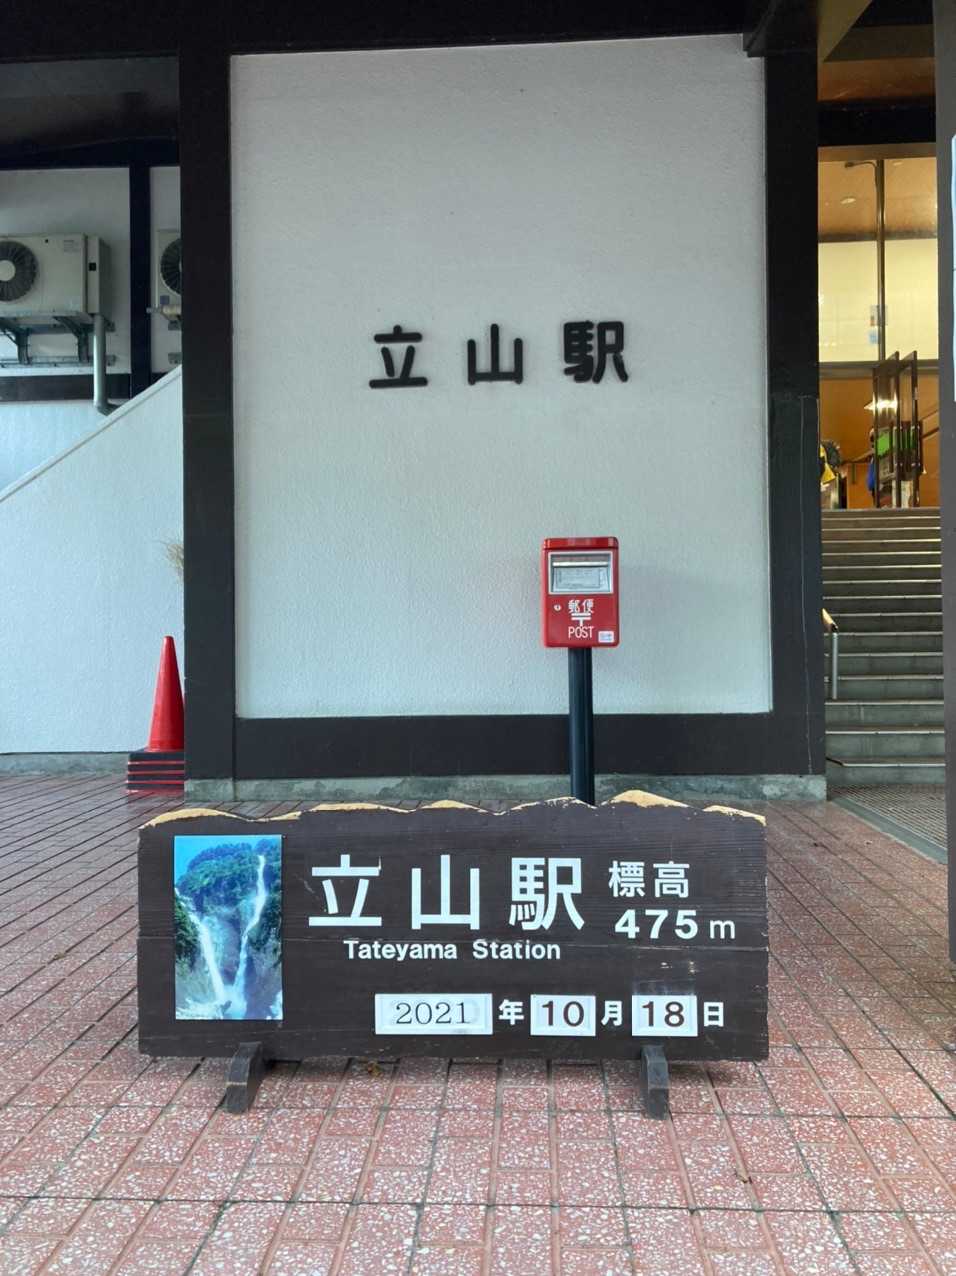 立山駅
郵便
〒
POST
立山駅 標高
475m
Tateyama Station
2021年10月18日